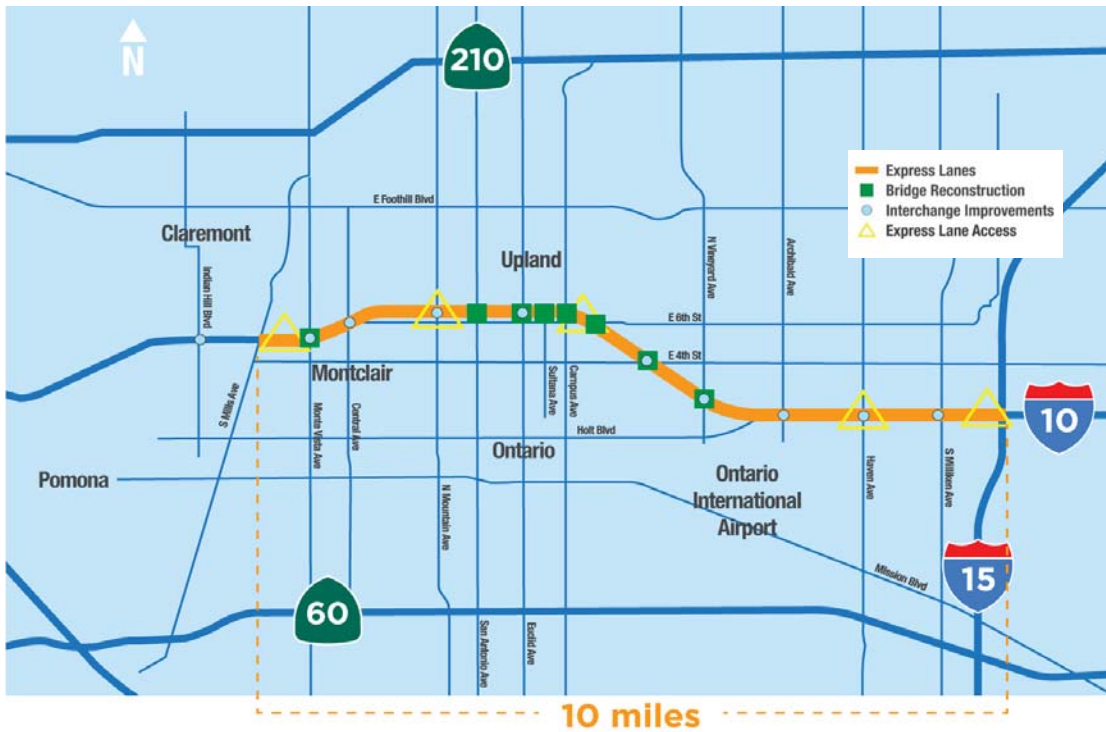 N
210
Express Lanes
Bridge Reconstruction
Interchange Improvements
Express Lane Access
E Foothill Blvd
Claremont
Upland
Indian Hill Blvd
N Vineyard Ave
Archibald Ave
E 6th St
E 4th St
Montclair
S Mills Ave
Monte Vista Ave
Central Ave
Sultana Ave
Campus Ave
Holt Blvd
10
Ontario
Pomona
N Mountain Ave
Ontario
International
Airport
Haven Ave
S Milliken Ave
Mission Blvd
15
60
San Antonio Ave
Euclid Ave
10 miles